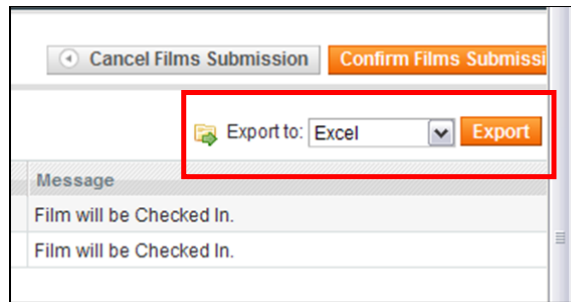 Cancel Films Submission Confirm Films Submissi
Export to: Excel Export
Message
Film will be Checked In.
Film will be Checked In.